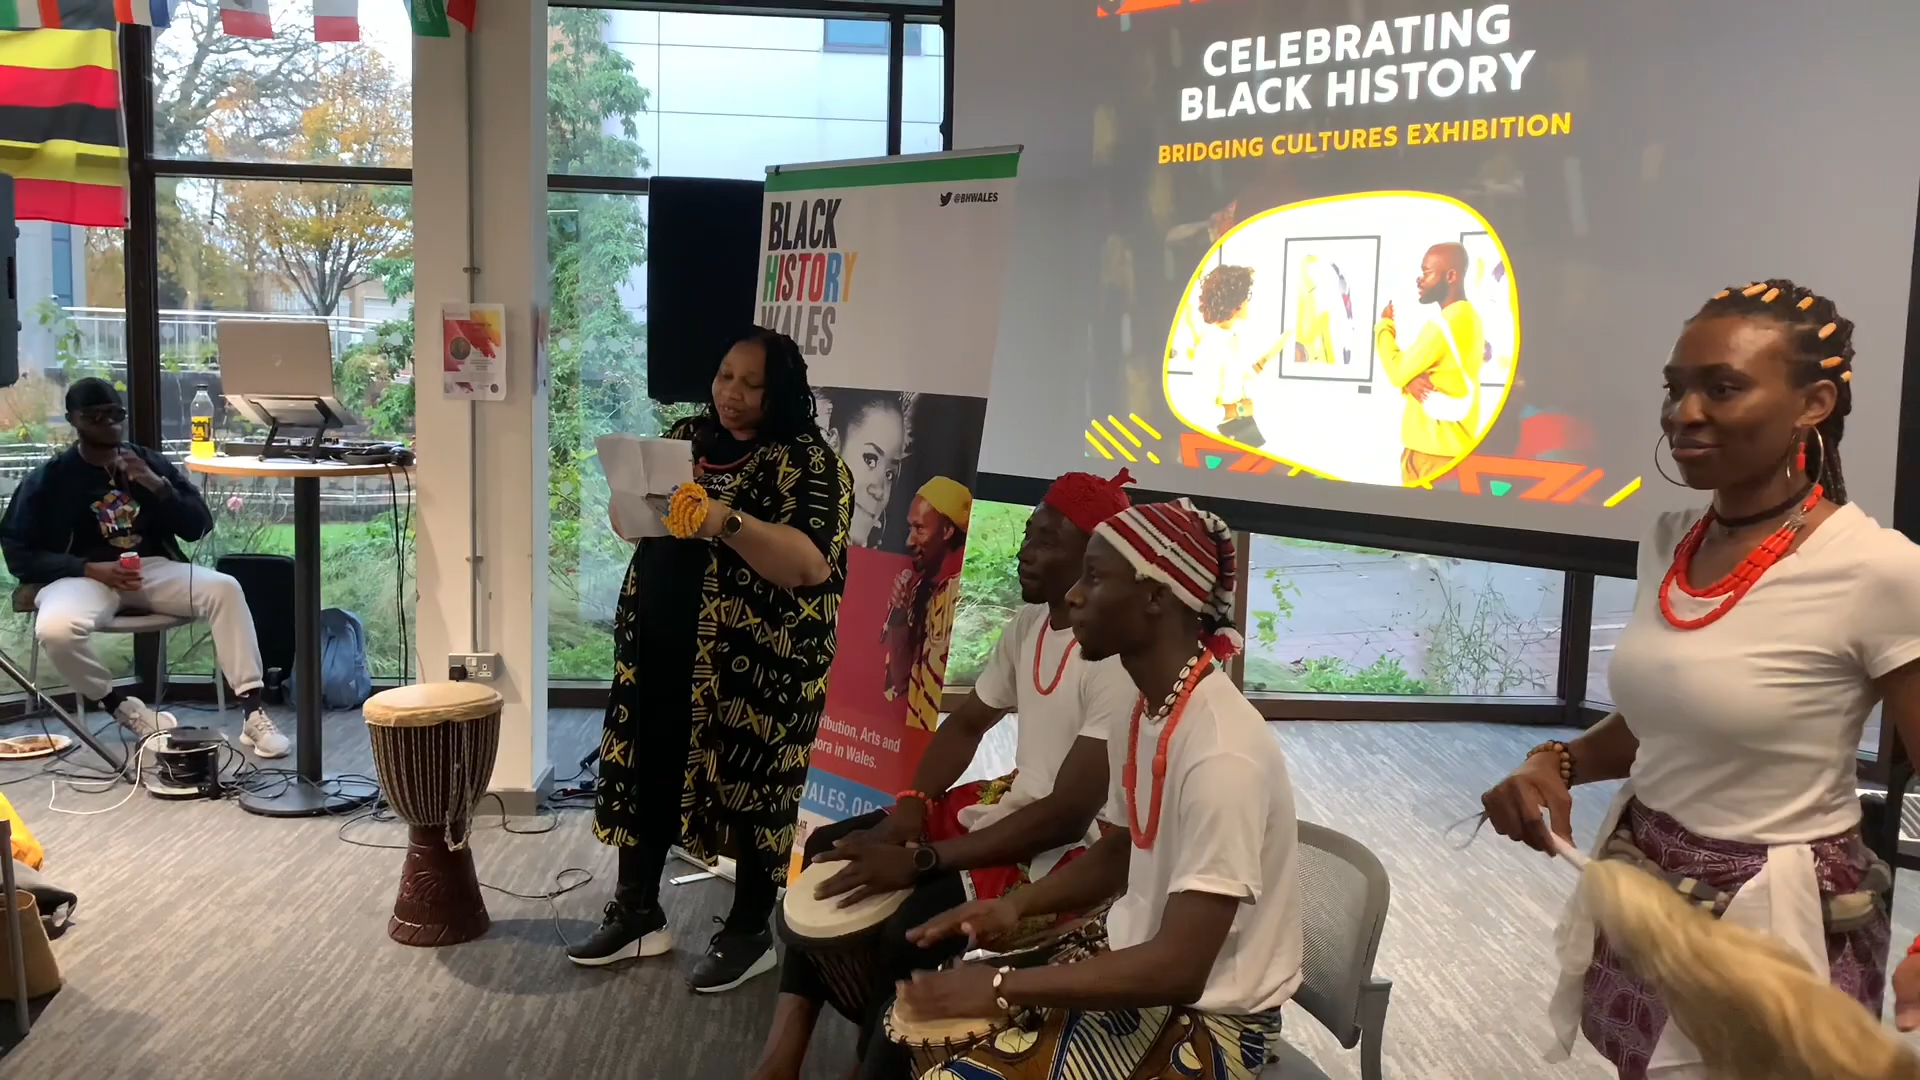 CELEBRATING
BLACK HISTORY
BRIDGING CULTURES EXHIBITION
@BHWALES
BLACK
HISTORY
WALES
Arts and
in Wales.